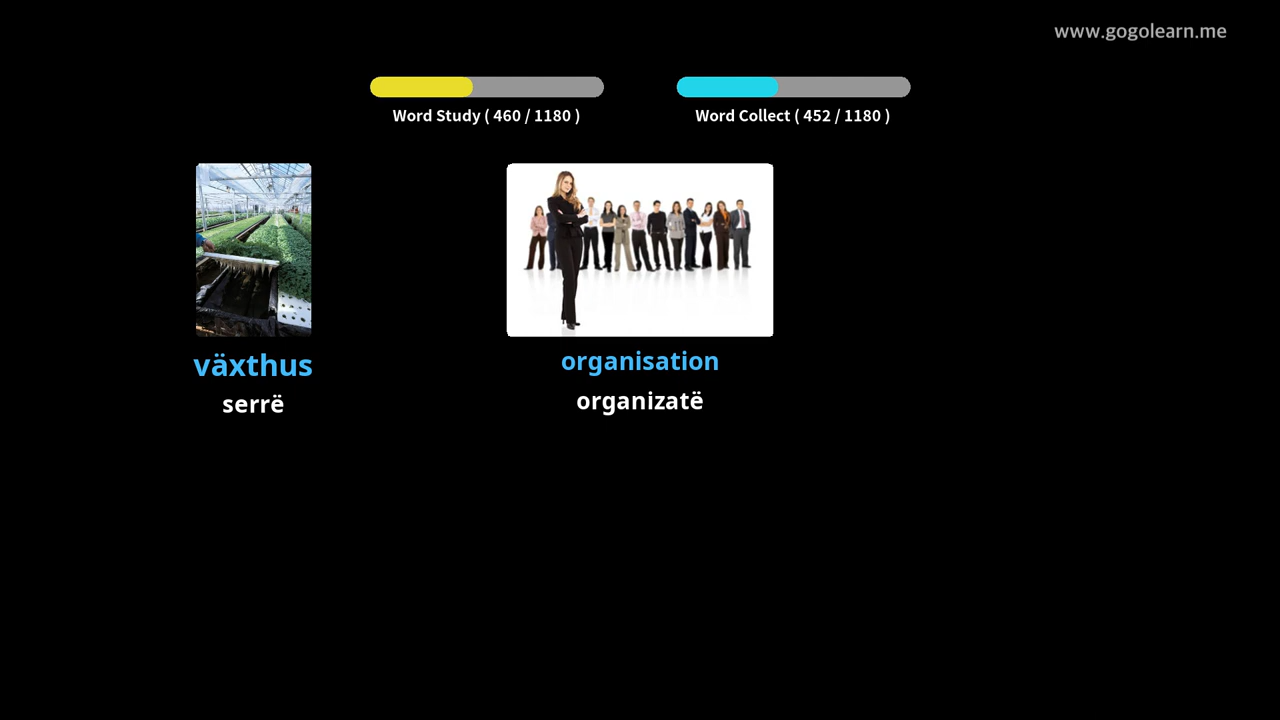 www.gogolearn.me
Word Study ( 460 / 1180 )
Word Collect ( 452 / 1180 )
växthus
serrë
organisation
organizatë